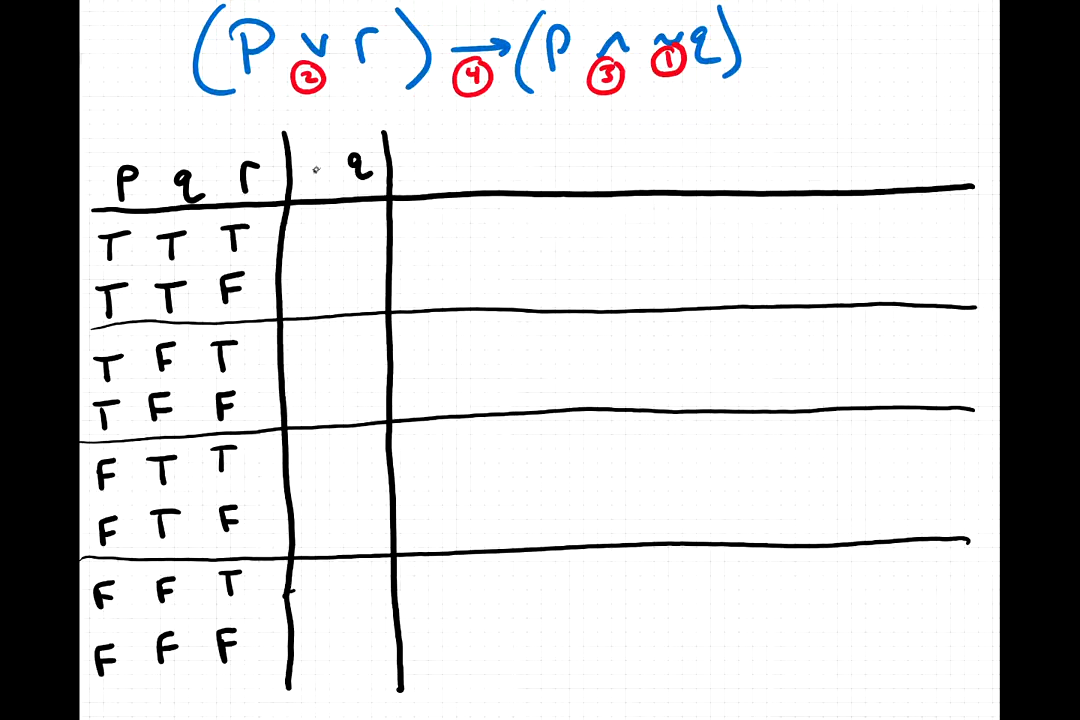 (P ∨ r) → (p ∧ ~q)
② ④ ③ ①
p q r q
T T T
T T F
T F T
T F F
F T T
F T F
F F T
F F F